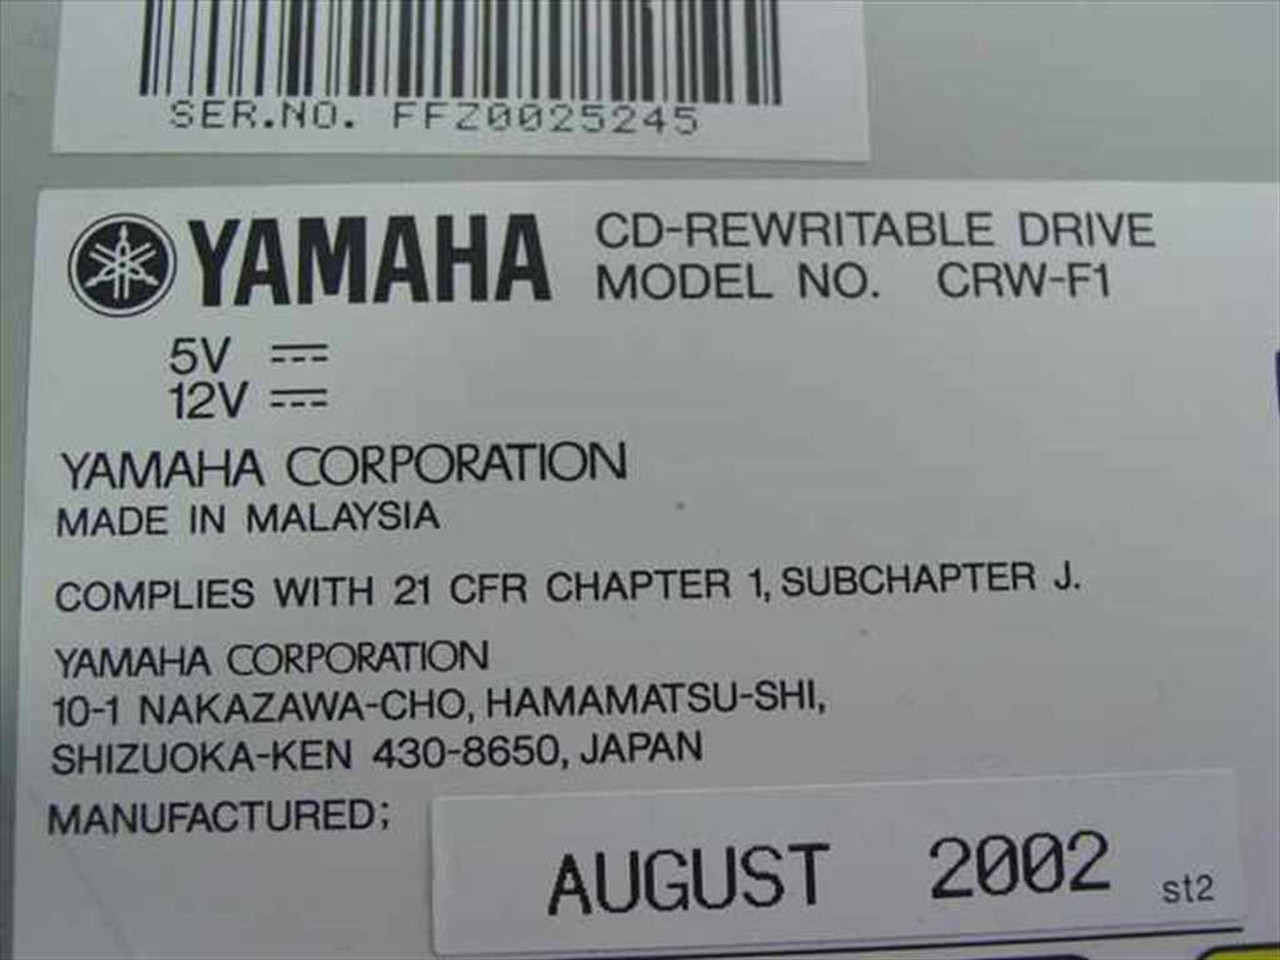 SER.NO. FFZ0025245
YAMAHA CD-REWRITABLE DRIVE
MODEL NO. CRW-F1
5V
12V
YAMAHA CORPORATION
MADE IN MALAYSIA
COMPLIES WITH 21 CFR CHAPTER 1, SUBCHAPTER J.
YAMAHA CORPORATION
10-1 NAKAZAWA-CHO, HAMAMATSU-SHI,
SHIZUOKA-KEN 430-8650, JAPAN
MANUFACTURED;
AUGUST 2002 st2